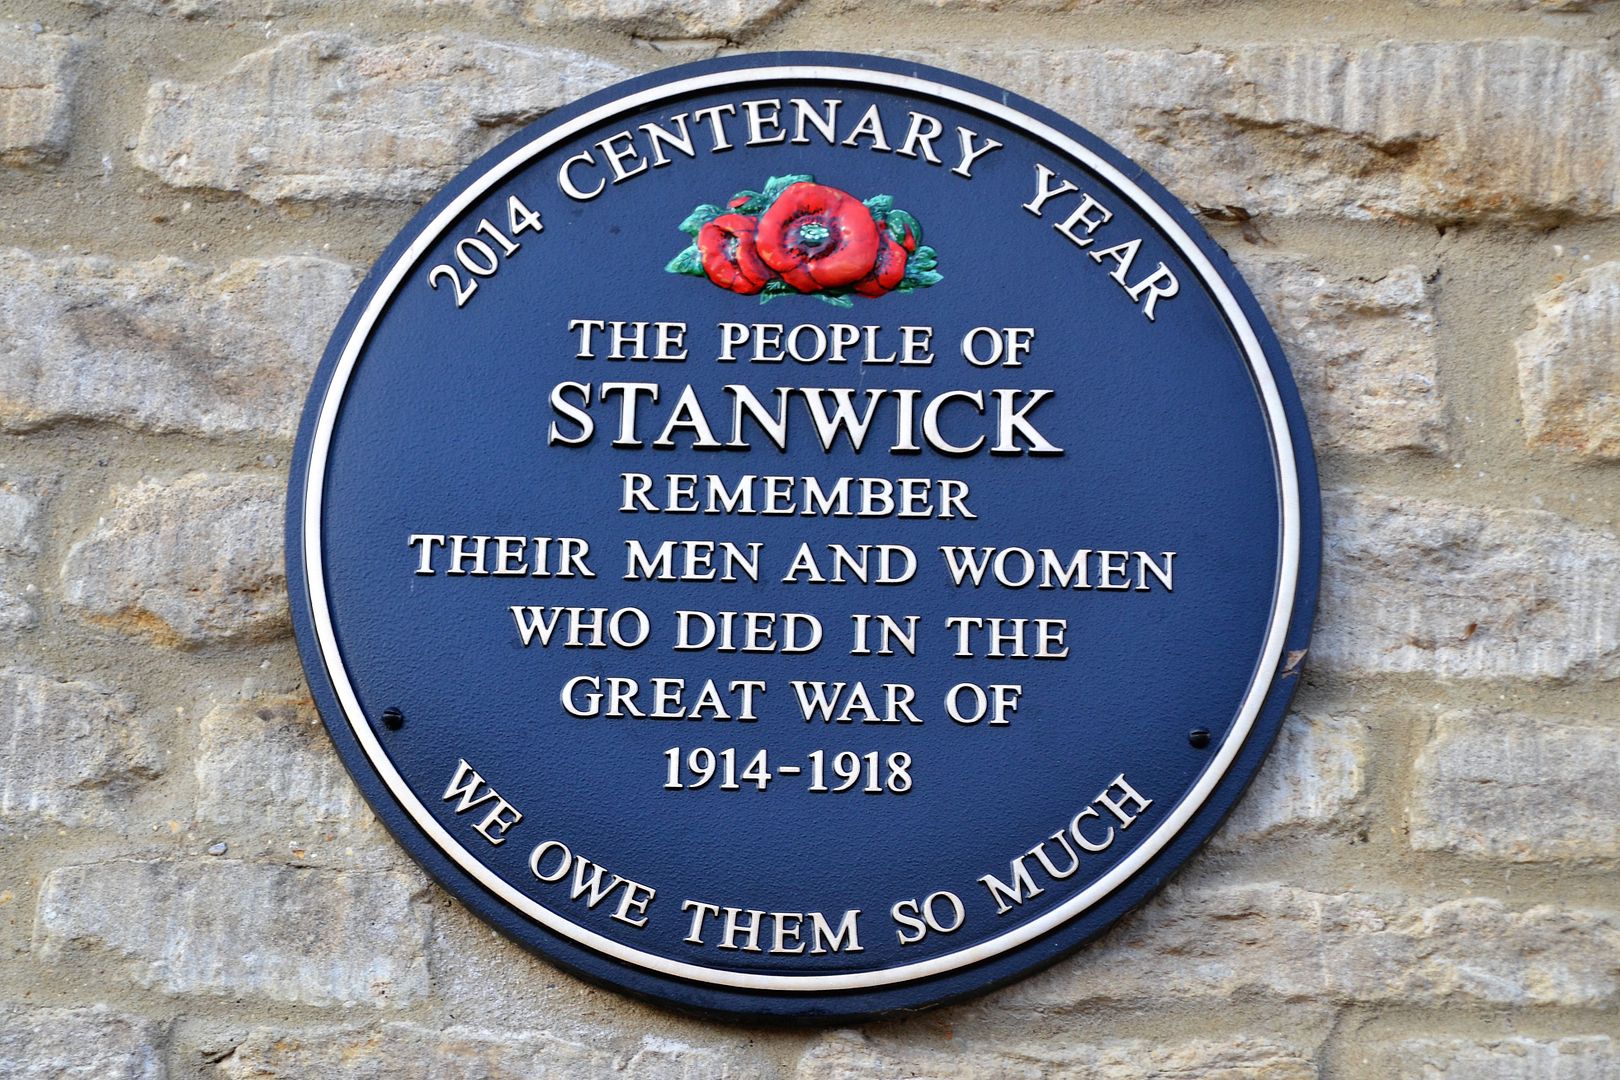 2014 CENTENARY YEAR
THE PEOPLE OF
STANWICK
REMEMBER
THEIR MEN AND WOMEN
WHO DIED IN THE
GREAT WAR OF
1914-1918
WE OWE THEM SO MUCH